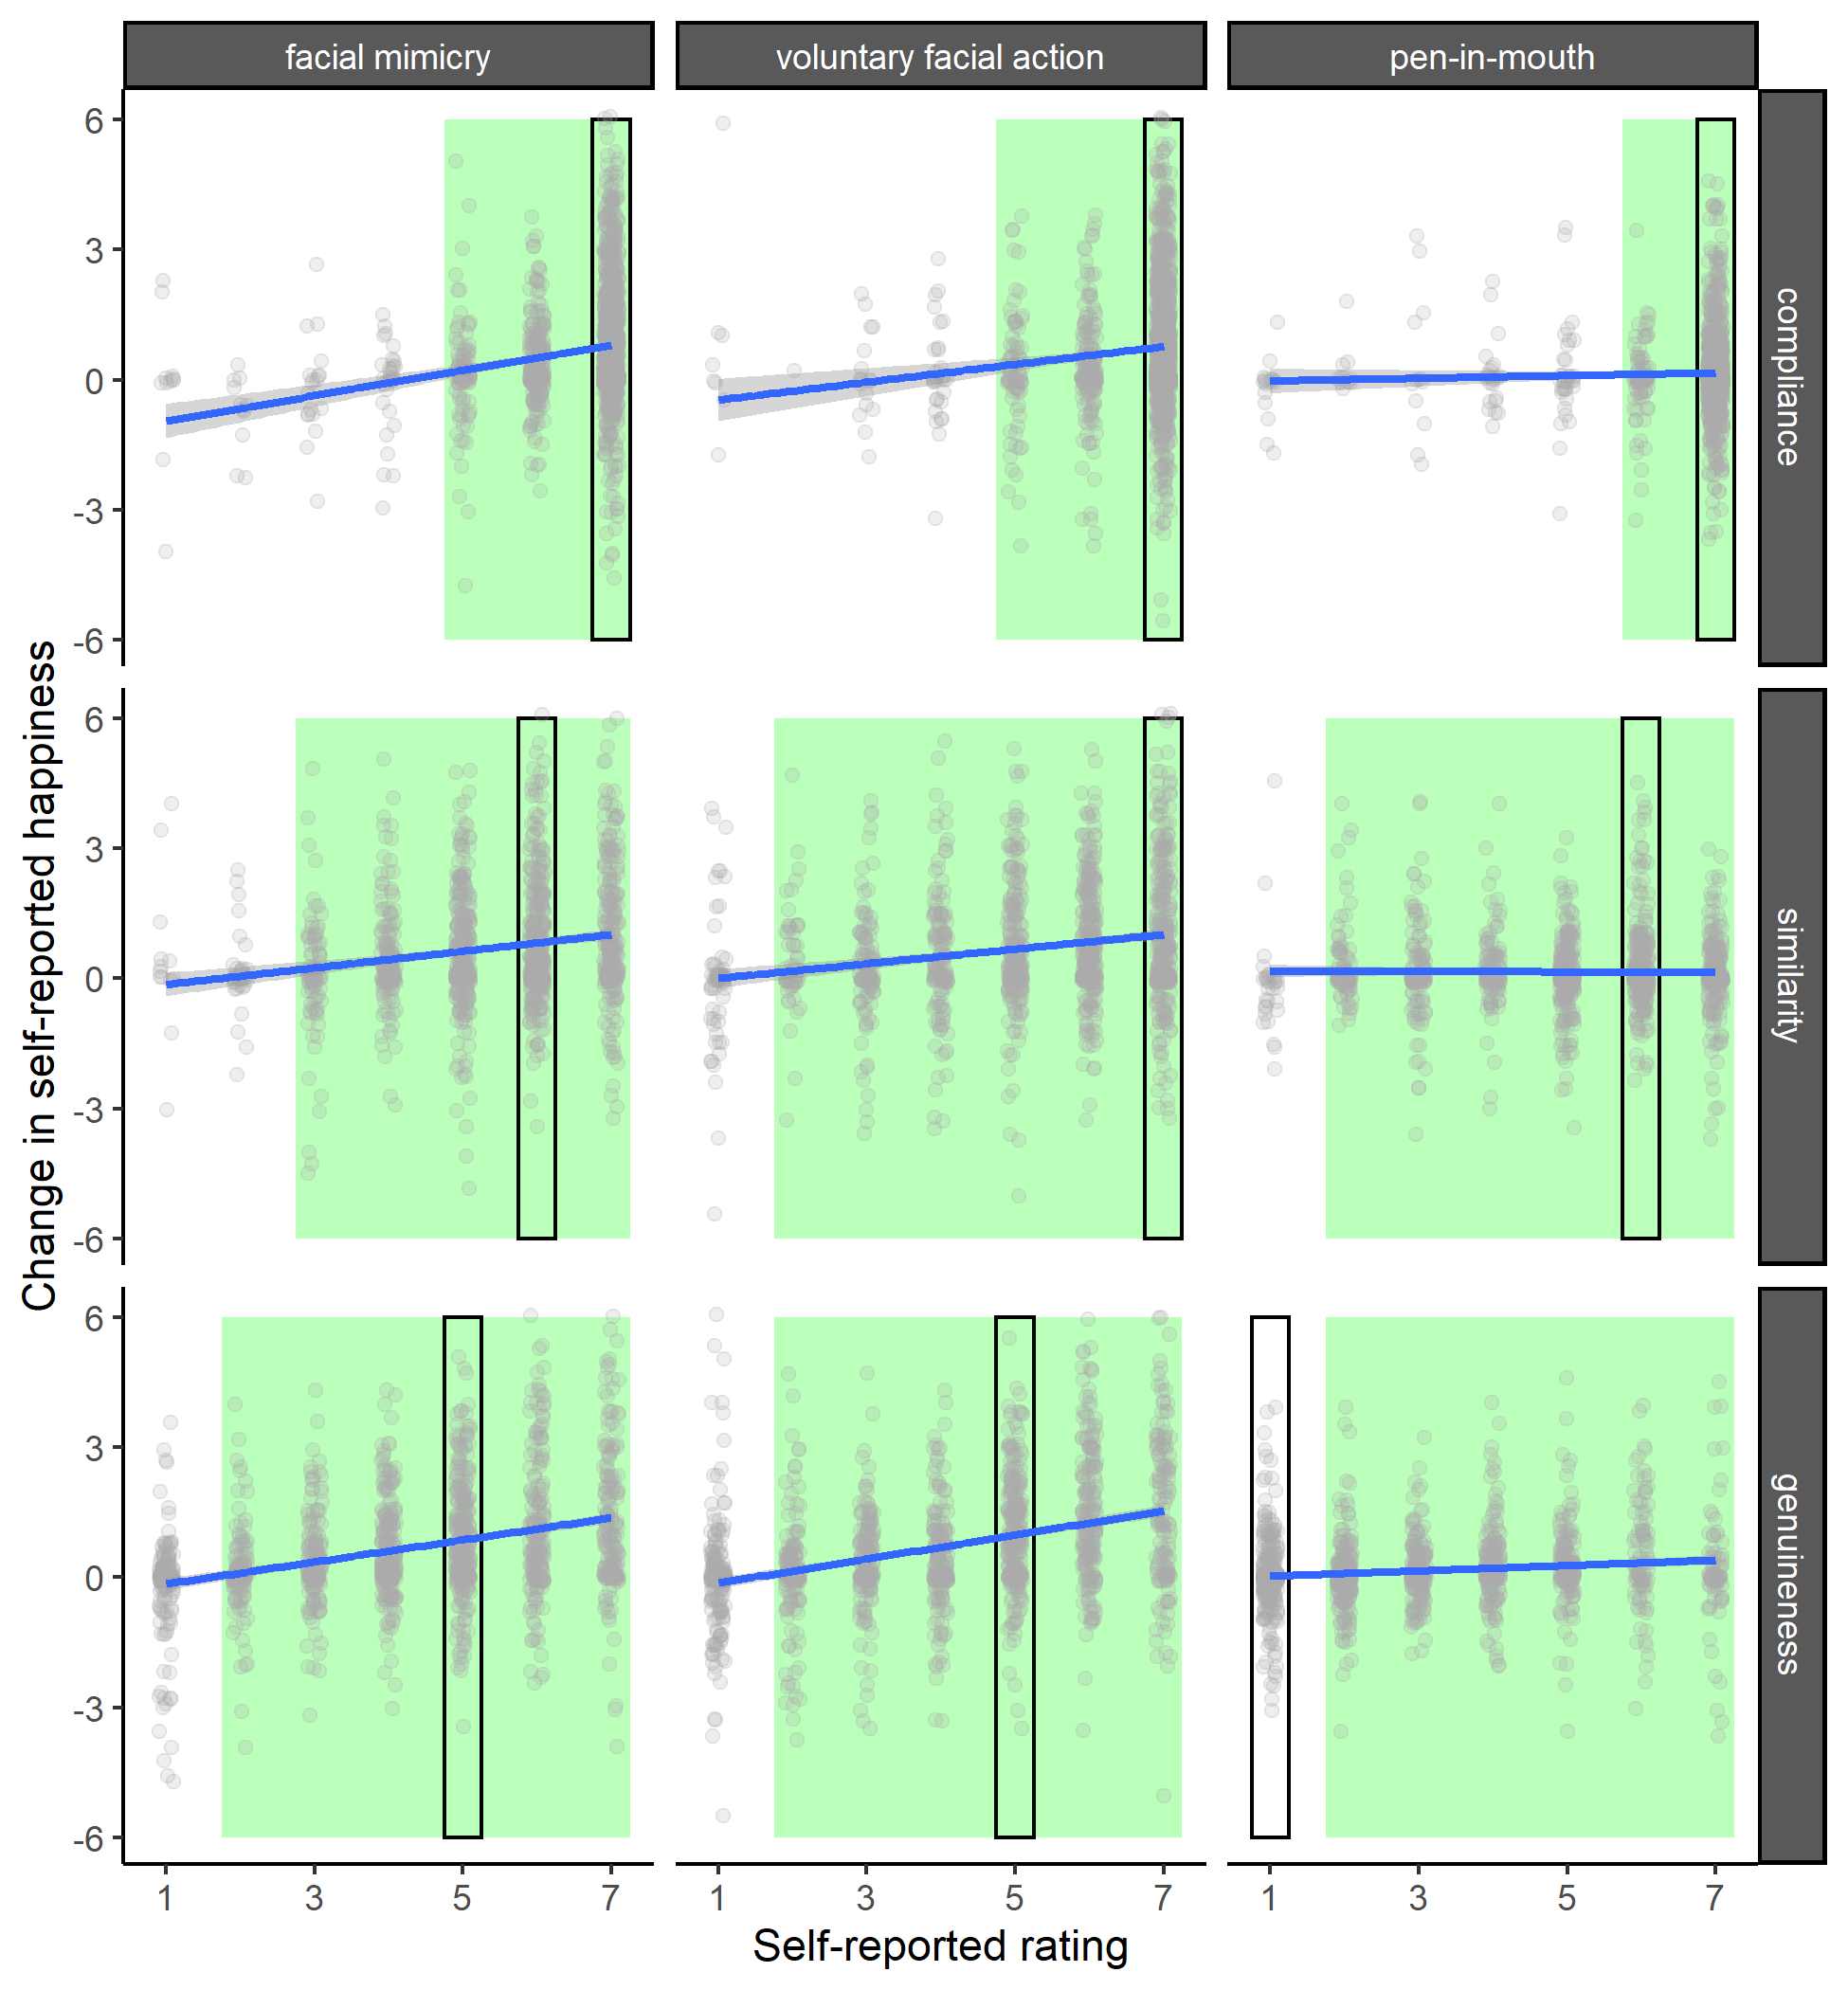 facial mimicry
voluntary facial action
pen-in-mouth
6
3
0
-3
-6
compliance
6
3
0
-3
-6
similarity
6
3
0
-3
-6
genuineness
Change in self-reported happiness
1 3 5 7
1 3 5 7
1 3 5 7
Self-reported rating